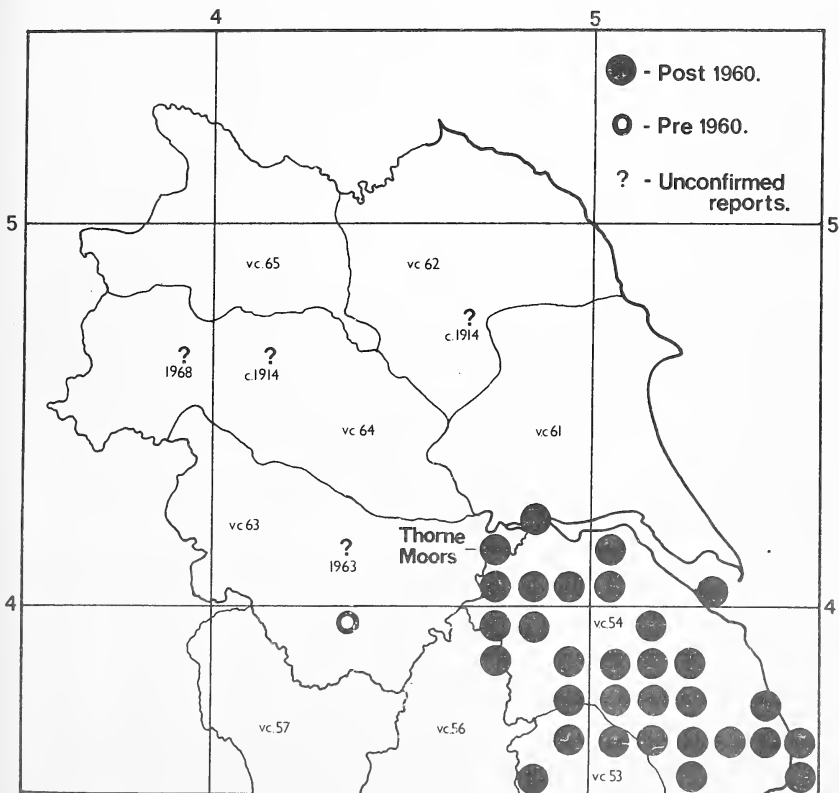 4
5
- Post 1960.
- Pre 1960.
? - Unconfirmed
reports.
5
5
vc.65
vc 62
?
c.1914
?
1968
?
c.1914
vc 64
v.c 61
vc 63
?
1963
Thorne
Moors -
4
4
vc.54
vc.57
vc.56
vc 53